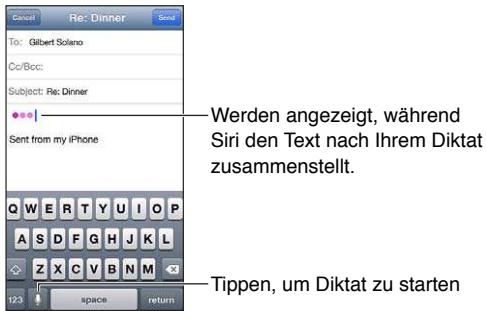 Cancel Re: Dinner Send
To: Gilbert Solano
Cc/Bcc:
Subject: Re: Dinner
Werden angezeigt, während
Siri den Text nach Ihrem Diktat
zusammenstellt.
Sent from my iPhone
Q W E R T Y U I O P
A S D F G H J K L
Z X C V B N M
Tippen, um Diktat zu starten
123 space return